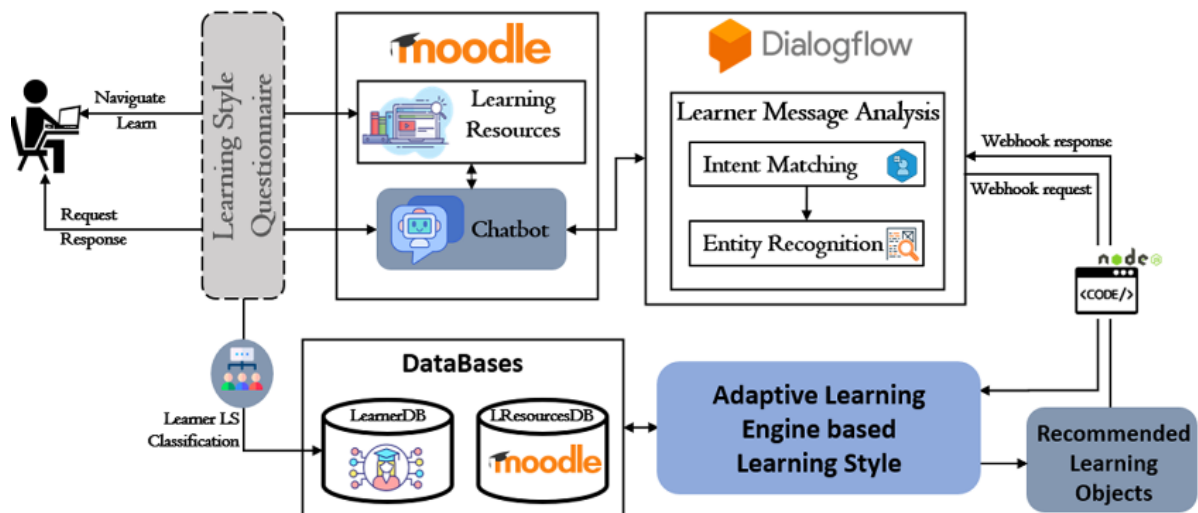 Naviguate
Learn
Request
Response
Learning Style
Questionnaire
moodle
Learning
Resources
Chatbot
Dialogflow
Learner Message Analysis
Intent Matching
Entity Recognition
Webhook response
Webhook request
node
JS
<CODE/>
Learner LS
Classification
DataBases
LearnerDB
LResourcesDB
moodle
Adaptive Learning
Engine based
Learning Style
Recommended
Learning
Objects